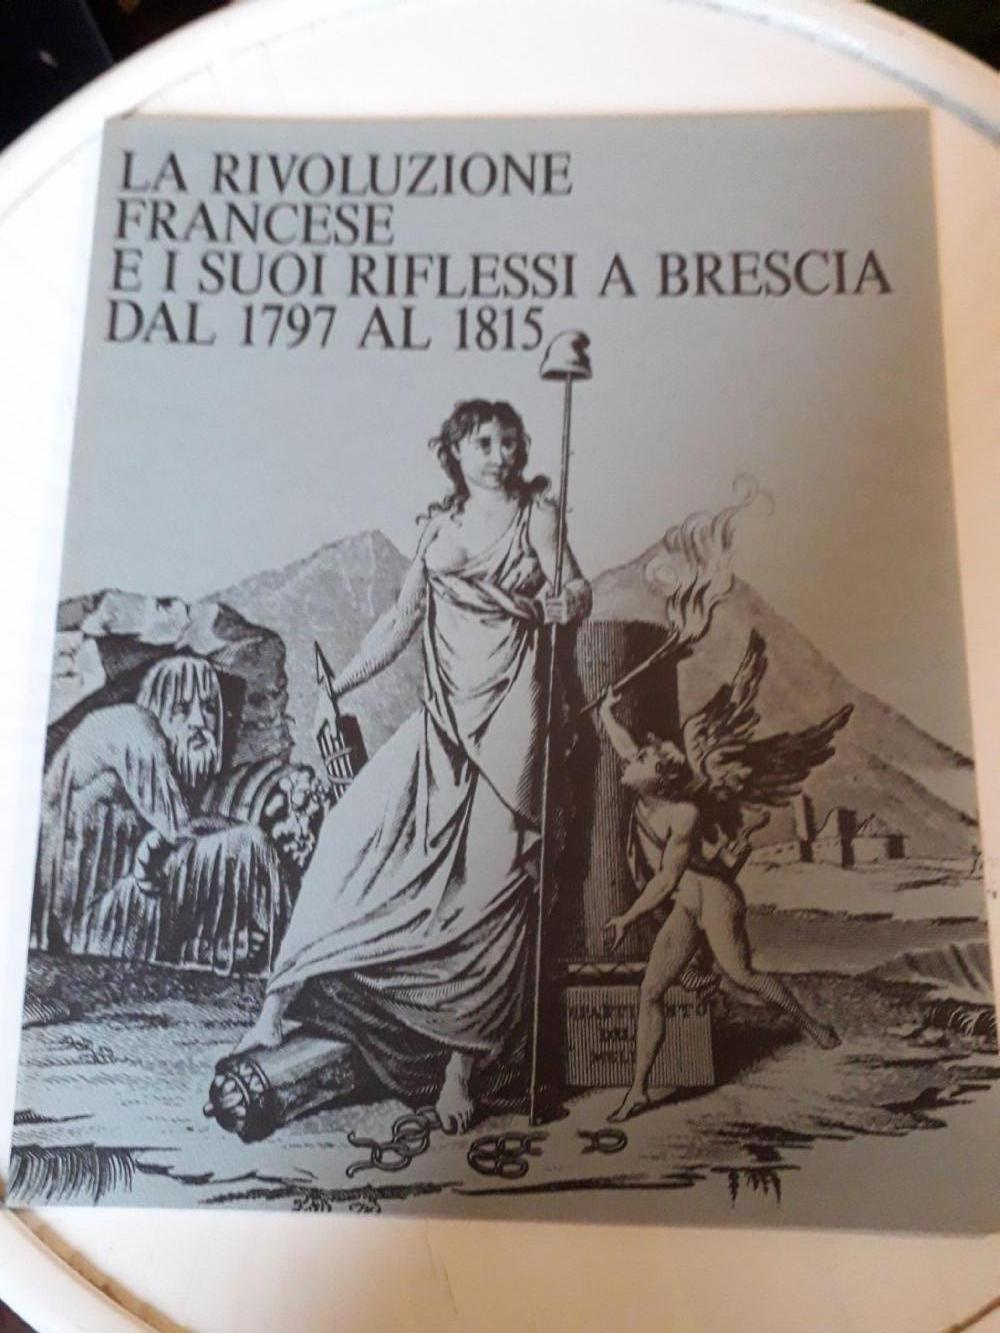 LA RIVOLUZIONE
FRANCESE
E I SUOI RIFLESSI A BRESCIA
DAL 1797 AL 1815